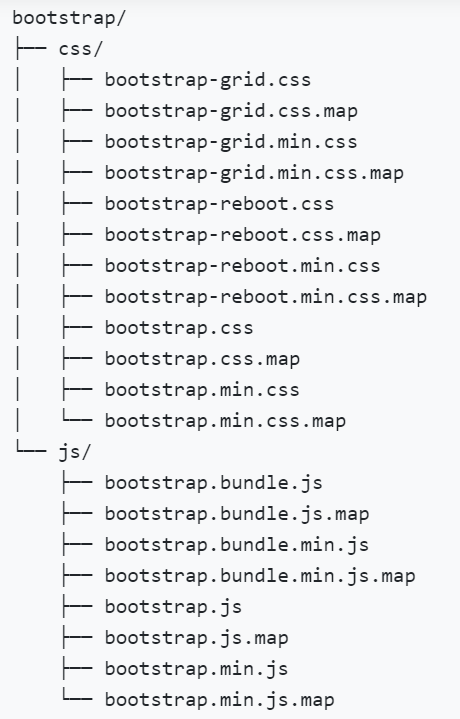 bootstrap/
├── css/
│   ├── bootstrap-grid.css
│   ├── bootstrap-grid.css.map
│   ├── bootstrap-grid.min.css
│   ├── bootstrap-grid.min.css.map
│   ├── bootstrap-reboot.css
│   ├── bootstrap-reboot.css.map
│   ├── bootstrap-reboot.min.css
│   ├── bootstrap-reboot.min.css.map
│   ├── bootstrap.css
│   ├── bootstrap.css.map
│   ├── bootstrap.min.css
│   └── bootstrap.min.css.map
└── js/
    ├── bootstrap.bundle.js
    ├── bootstrap.bundle.js.map
    ├── bootstrap.bundle.min.js
    ├── bootstrap.bundle.min.js.map
    ├── bootstrap.js
    ├── bootstrap.js.map
    ├── bootstrap.min.js
    └── bootstrap.min.js.map